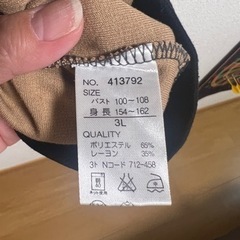 NO. 413792
SIZE
バスト 100~108
身長 154~162
3L
QUALITY
ポリエステル 65%
レーヨン 35%
3ト Nコード 712-458